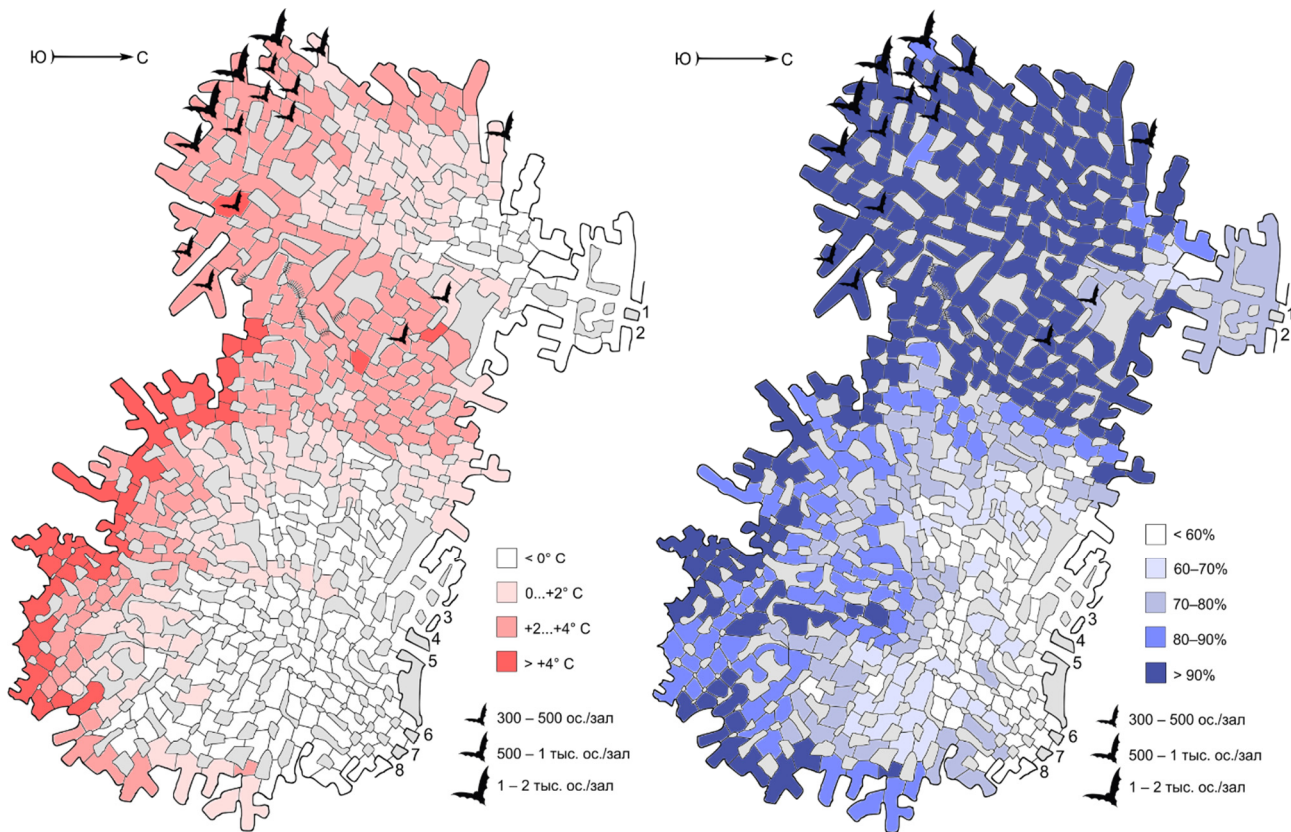 Ю С
1
2
3
4
5
6
7
8
< 0° C
0...+2° C
+2...+4° C
> +4° C
300 – 500 ос./зал
500 – 1 тыс. ос./зал
1 – 2 тыс. ос./зал
Ю С
1
2
3
4
5
6
7
8
< 60%
60–70%
70–80%
80–90%
> 90%
300 – 500 ос./зал
500 – 1 тыс. ос./зал
1 – 2 тыс. ос./зал